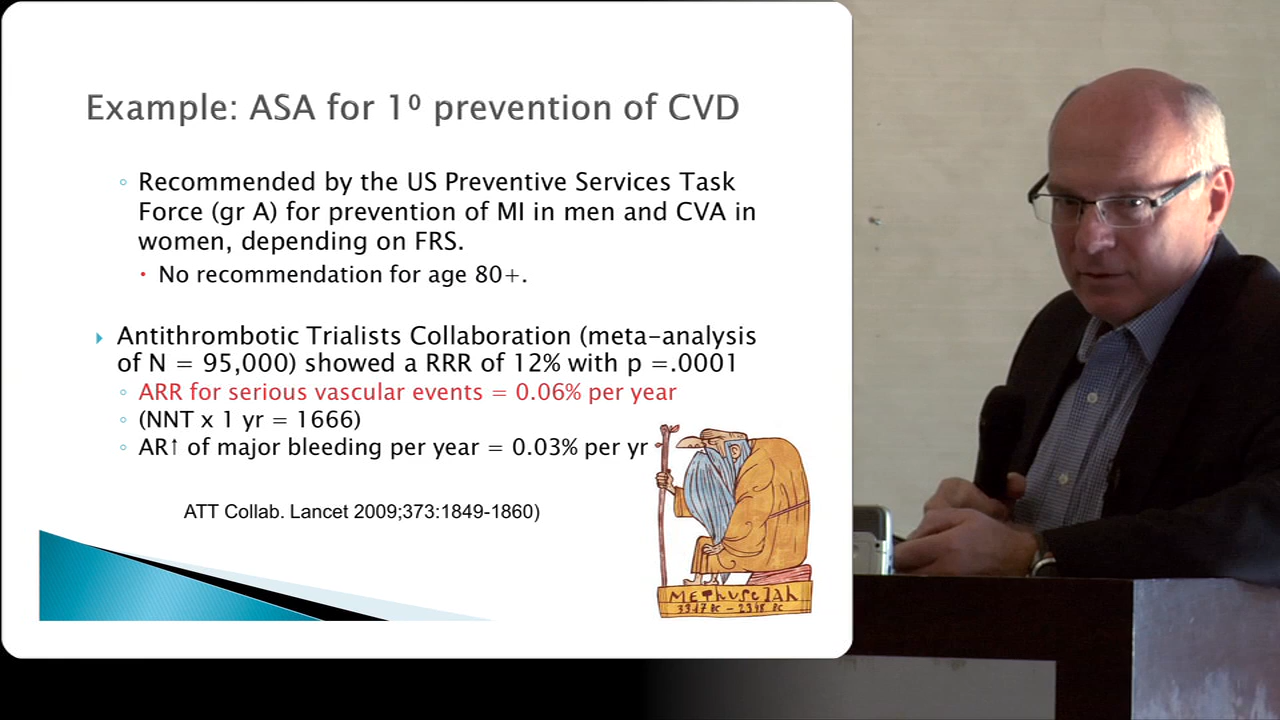 Example: ASA for 1⁰ prevention of CVD
Recommended by the US Preventive Services Task
Force (gr A) for prevention of MI in men and CVA in
women, depending on FRS.
No recommendation for age 80+.
Antithrombotic Trialists Collaboration (meta-analysis
of N = 95,000) showed a RRR of 12% with p =.0001
ARR for serious vascular events = 0.06% per year
(NNT x 1 yr = 1666)
AR↑ of major bleeding per year = 0.03% per yr
ATT Collab. Lancet 2009;373:1849-1860)
METHUSELAH
3317 BC - 2348 BC